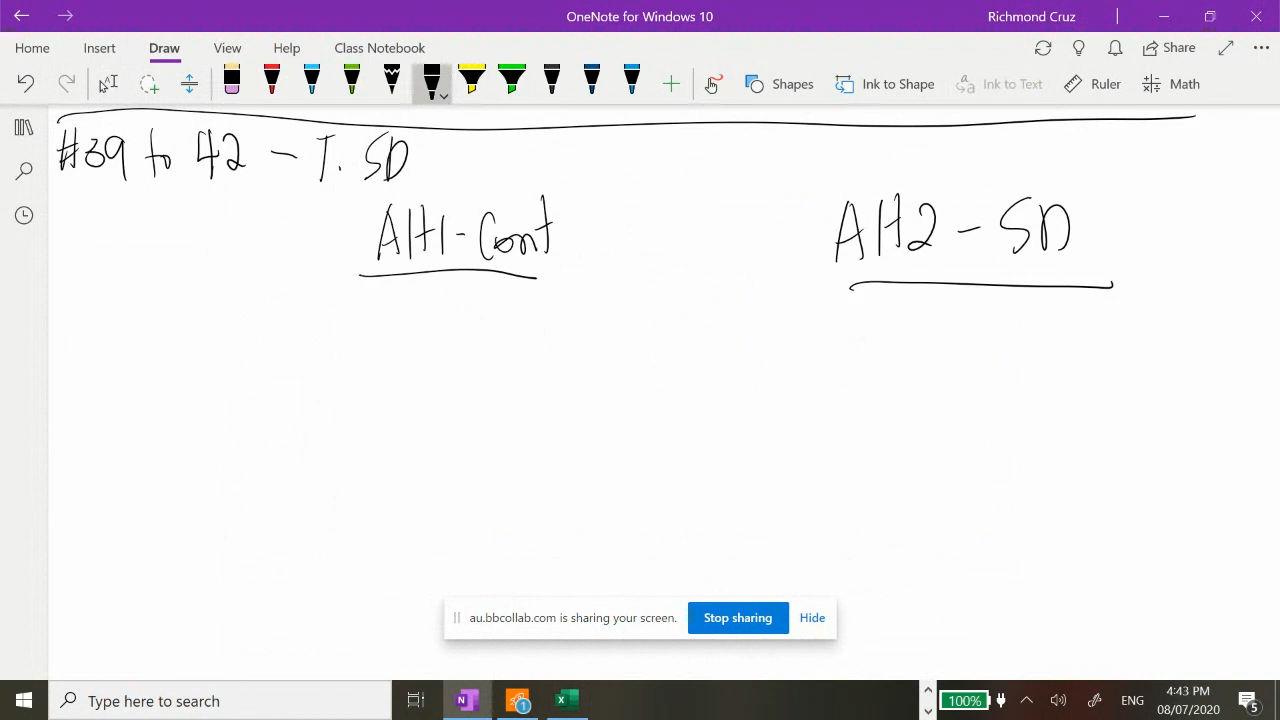 OneNote for Windows 10
Richmond Cruz
Home Insert Draw View Help Class Notebook
Share
Shapes Ink to Shape Ink to Text Ruler Math
#39 to 42 - T. SD
Alt1 - Cont
Alt2 - SD
au.bbcollab.com is sharing your screen. Stop sharing Hide
Type here to search
N 1 X
100% ENG
4:43 PM
08/07/2020
5